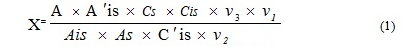 X= A × A'is × Cs × Cis × v₃ × v₁ (1)
Ais × As × C'is × v₂